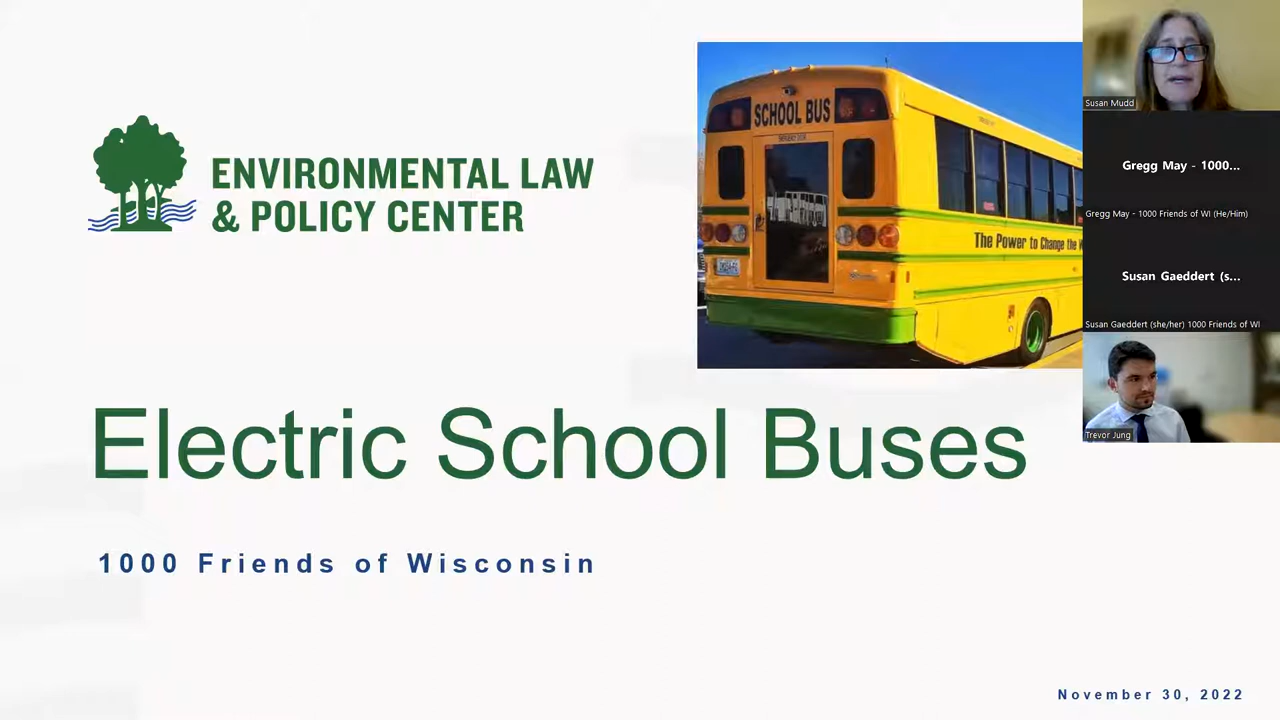 ENVIRONMENTAL LAW
& POLICY CENTER
SCHOOL BUS
The Power to Change the W
Electric School Buses
1000 Friends of Wisconsin
November 30, 2022
Susan Mudd
Gregg May - 1000...
Gregg May - 1000 Friends of WI (He/Him)
Susan Gaeddert (s...
Susan Gaeddert (she/her) 1000 Friends of WI
Trevor Jung